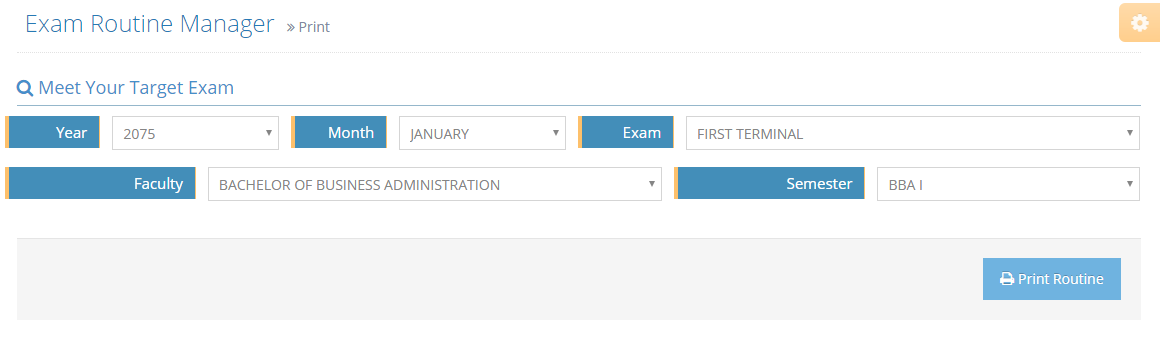 Exam Routine Manager » Print
Meet Your Target Exam
Year 2075 Month JANUARY Exam FIRST TERMINAL
Faculty BACHELOR OF BUSINESS ADMINISTRATION Semester BBA I
Print Routine